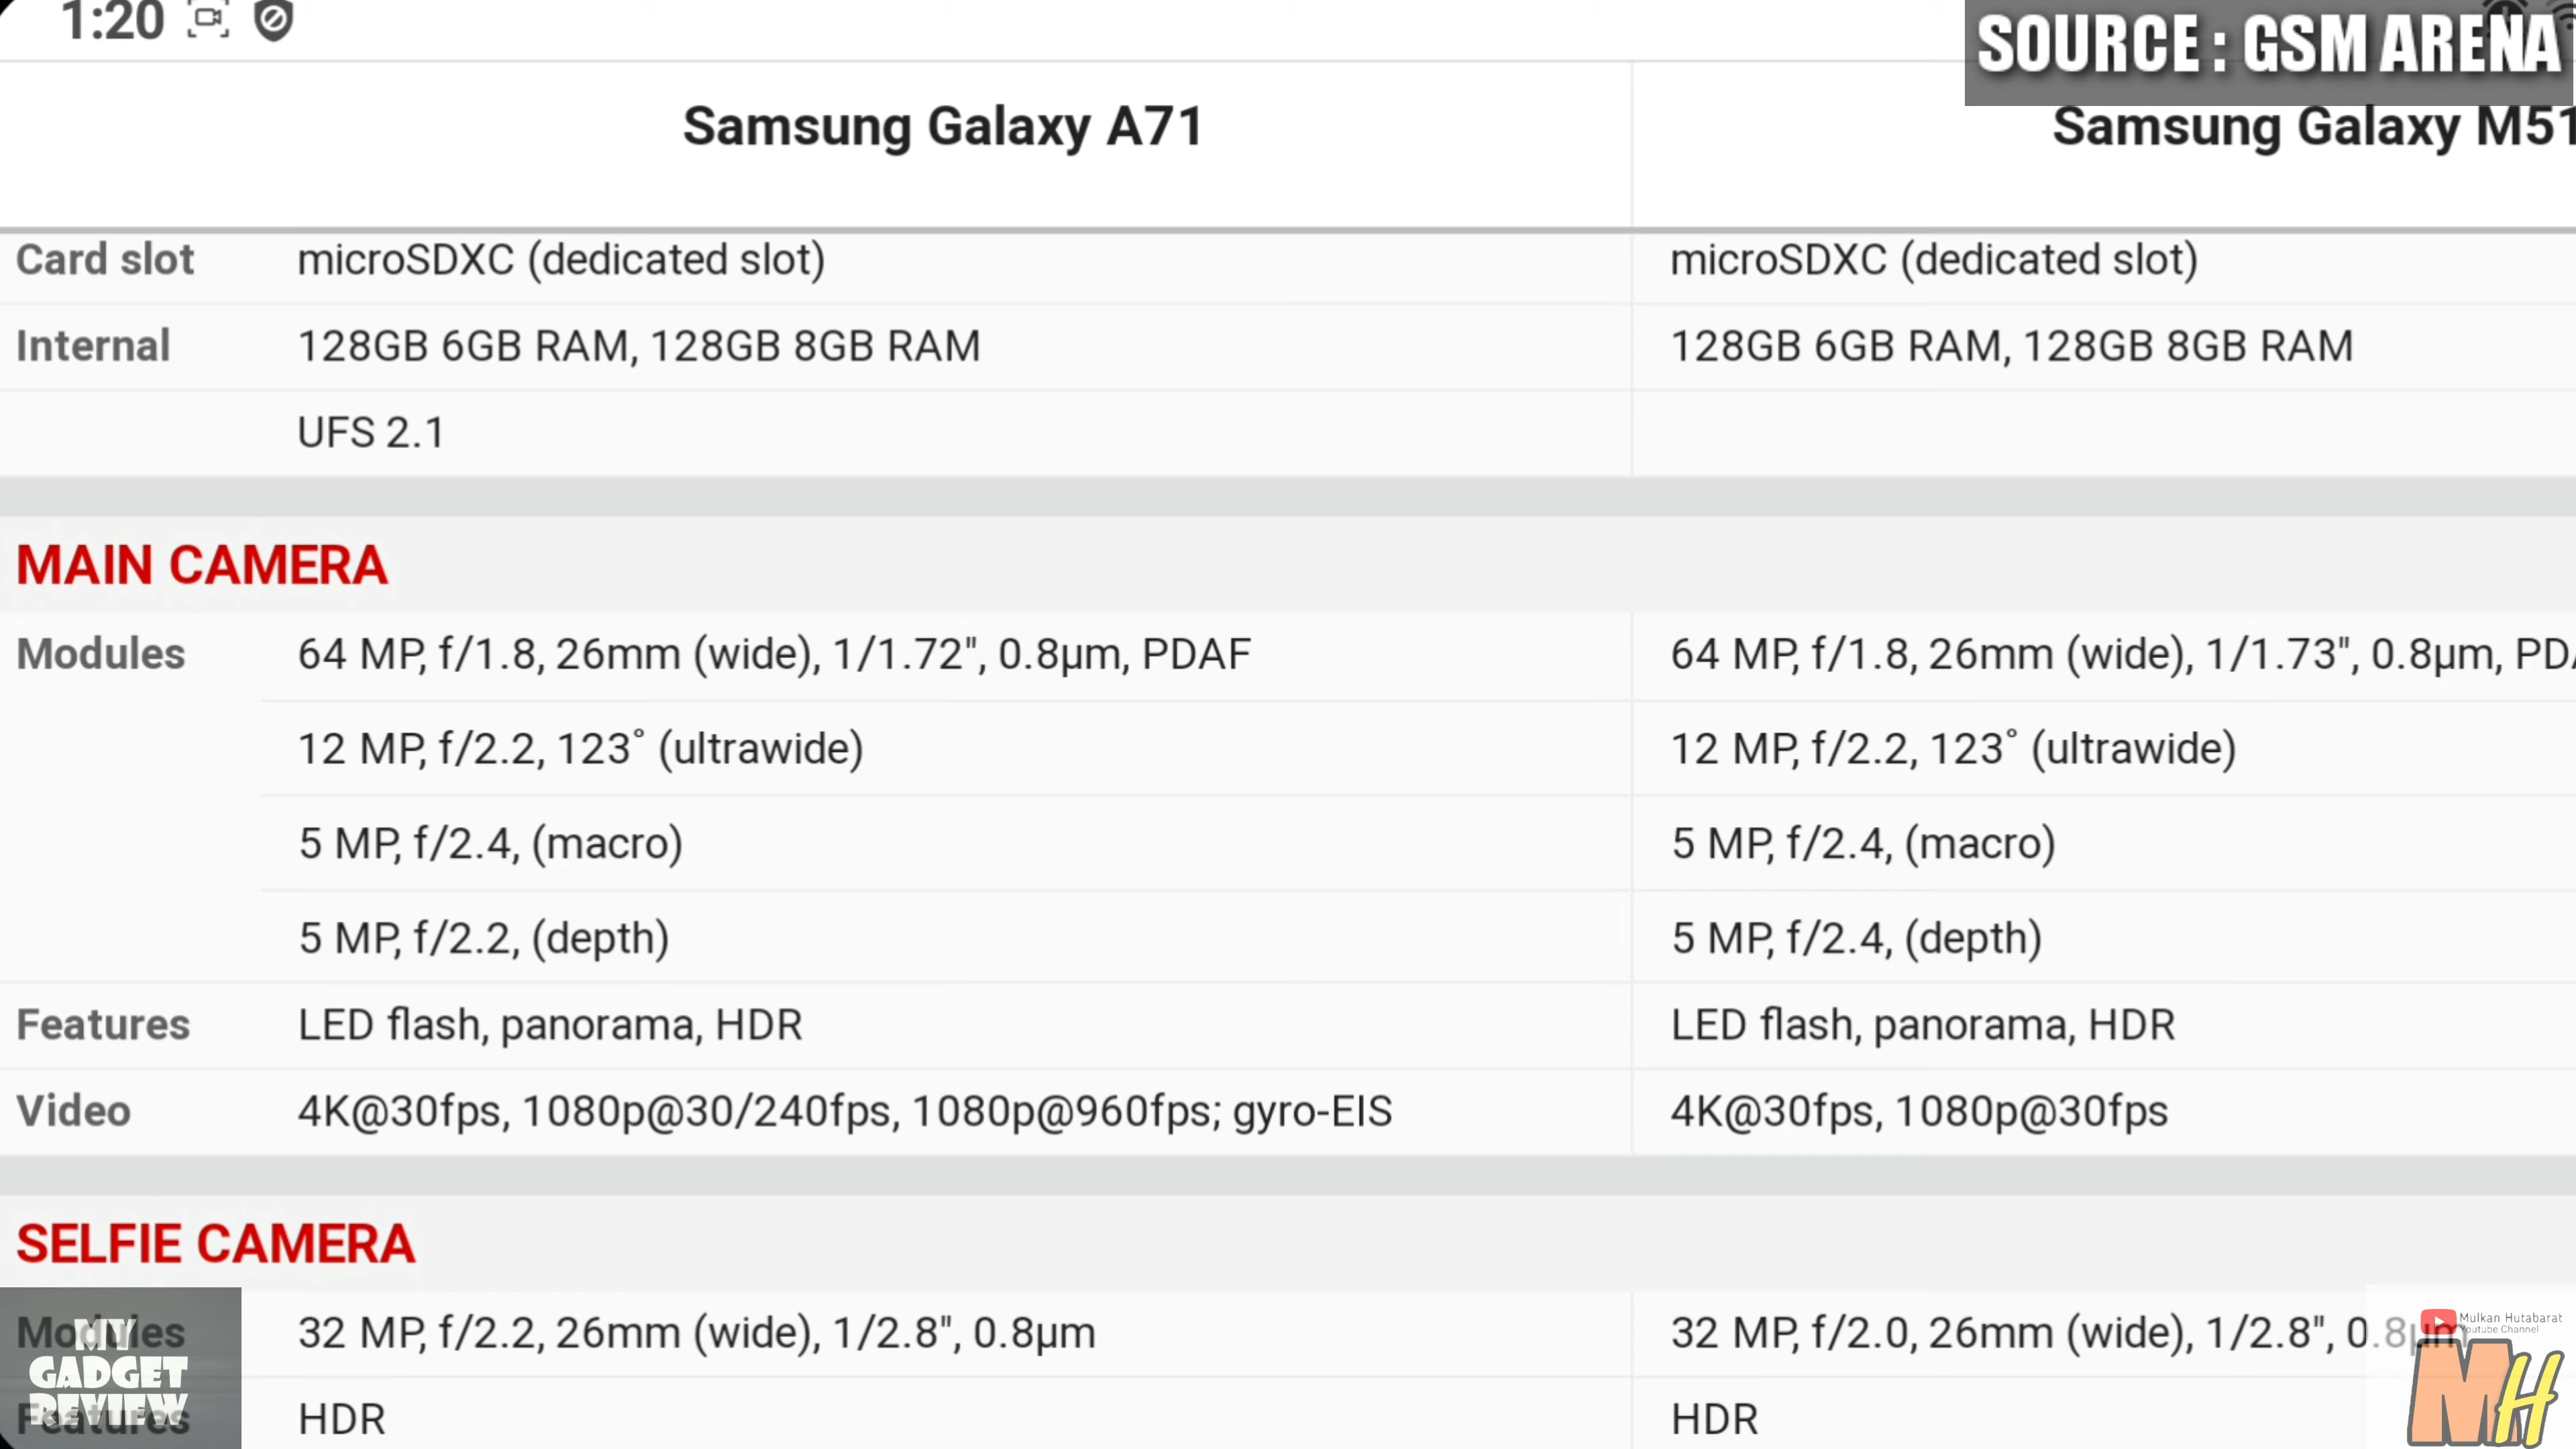 1:20
SOURCE : GSM ARENA
Samsung Galaxy A71 Samsung Galaxy M51
Card slot microSDXC (dedicated slot) microSDXC (dedicated slot)
Internal 128GB 6GB RAM, 128GB 8GB RAM 128GB 6GB RAM, 128GB 8GB RAM
UFS 2.1
MAIN CAMERA
Modules 64 MP, f/1.8, 26mm (wide), 1/1.72", 0.8µm, PDAF 64 MP, f/1.8, 26mm (wide), 1/1.73", 0.8µm,
12 MP, f/2.2, 123˚ (ultrawide) 12 MP, f/2.2, 123˚ (ultrawide)
5 MP, f/2.4, (macro) 5 MP, f/2.4, (macro)
5 MP, f/2.2, (depth) 5 MP, f/2.4, (depth)
Features LED flash, panorama, HDR LED flash, panorama, HDR
Video 4K@30fps, 1080p@30/240fps, 1080p@960fps; gyro-EIS 4K@30fps, 1080p@30fps
SELFIE CAMERA
Modules 32 MP, f/2.2, 26mm (wide), 1/2.8", 0.8µm 32 MP, f/2.0, 26mm (wide), 1/2.8", 0.8µm
Features HDR HDR
MY
GADGET
REVIEW
Mulkan Hutabarat
Youtube Channel
MH